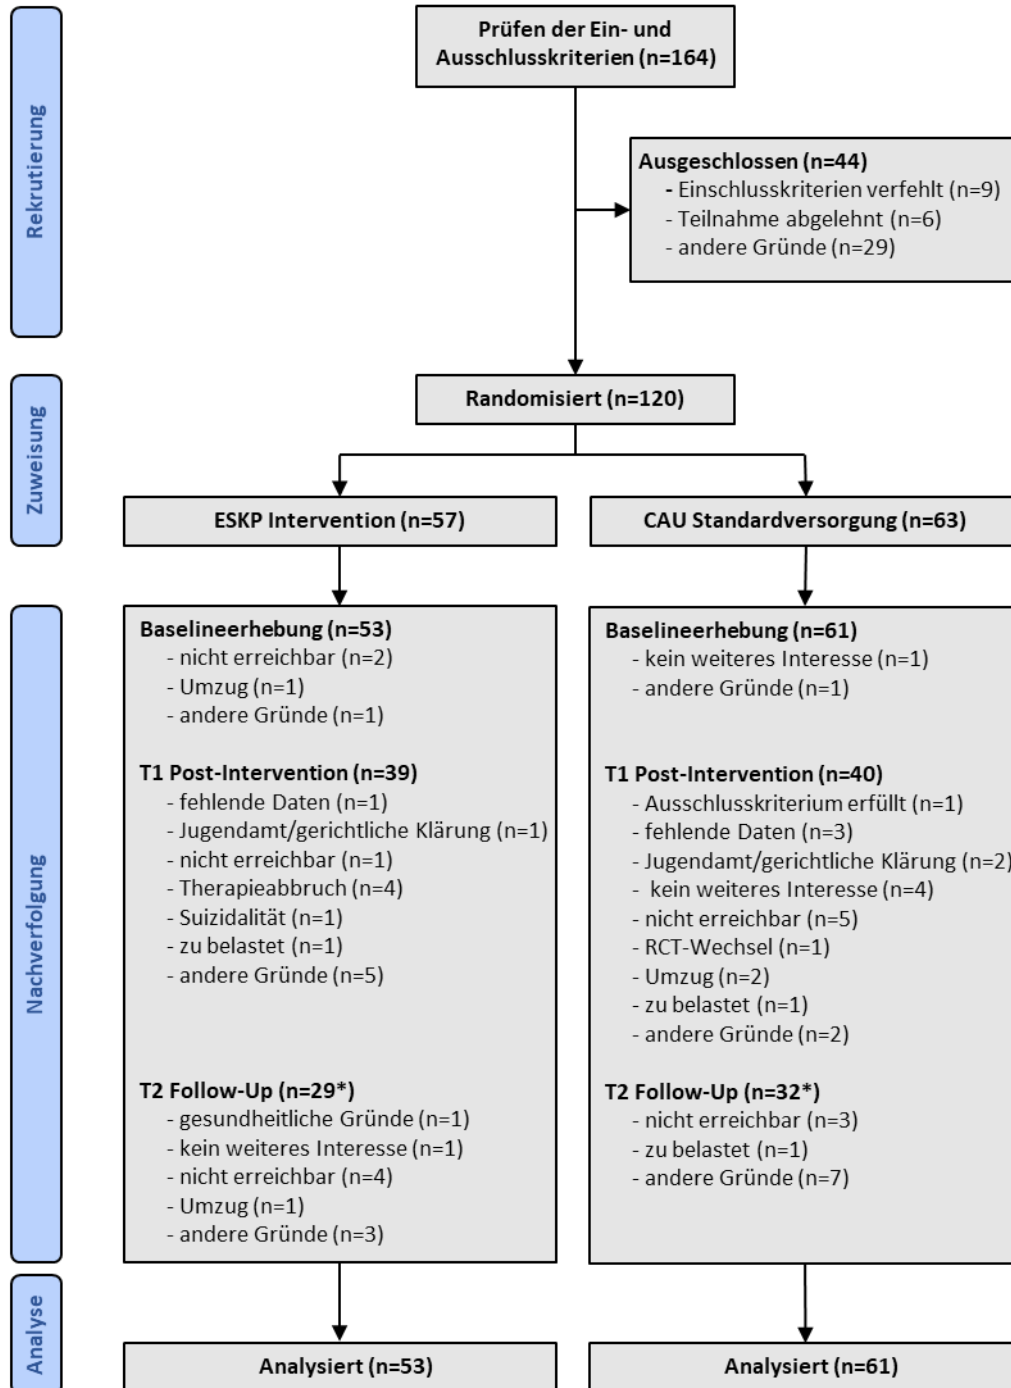 Rekrutierung
Prüfen der Ein- und
Ausschlusskriterien (n=164)
Ausgeschlossen (n=44)
- Einschlusskriterien verfehlt (n=9)
- Teilnahme abgelehnt (n=6)
- andere Gründe (n=29)
Zuweisung
Randomisiert (n=120)
ESKP Intervention (n=57)
CAU Standardversorgung (n=63)
Nachverfolgung
Baselineerhebung (n=53)
- nicht erreichbar (n=2)
- Umzug (n=1)
- andere Gründe (n=1)
T1 Post-Intervention (n=39)
- fehlende Daten (n=1)
- Jugendamt/gerichtliche Klärung (n=1)
- nicht erreichbar (n=1)
- Therapieabbruch (n=4)
- Suizidalität (n=1)
- zu belastet (n=1)
- andere Gründe (n=5)
T2 Follow-Up (n=29*)
- gesundheitliche Gründe (n=1)
- kein weiteres Interesse (n=1)
- nicht erreichbar (n=4)
- Umzug (n=1)
- andere Gründe (n=3)
Baselineerhebung (n=61)
- kein weiteres Interesse (n=1)
- andere Gründe (n=1)
T1 Post-Intervention (n=40)
- Ausschlusskriterium erfüllt (n=1)
- fehlende Daten (n=3)
- Jugendamt/gerichtliche Klärung (n=2)
- kein weiteres Interesse (n=4)
- nicht erreichbar (n=5)
- RCT-Wechsel (n=1)
- Umzug (n=2)
- zu belastet (n=1)
- andere Gründe (n=2)
T2 Follow-Up (n=32*)
- nicht erreichbar (n=3)
- zu belastet (n=1)
- andere Gründe (n=7)
Analyse
Analysiert (n=53)
Analysiert (n=61)